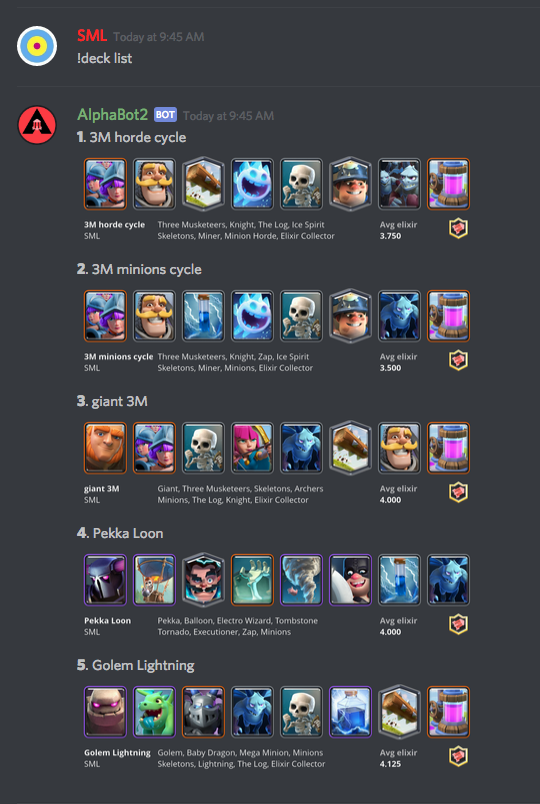 SML Today at 9:45 AM
!deck list
AlphaBot2 BOT Today at 9:45 AM
1. 3M horde cycle
3M horde cycle Three Musketeers, Knight, The Log, Ice Spirit Avg elixir
SML Skeletons, Miner, Minion Horde, Elixir Collector 3.750
2. 3M minions cycle
3M minions cycle Three Musketeers, Knight, Zap, Ice Spirit Avg elixir
SML Skeletons, Miner, Minions, Elixir Collector 3.500
3. giant 3M
giant 3M Giant, Three Musketeers, Skeletons, Archers Avg elixir
SML Minions, The Log, Knight, Elixir Collector 4.000
4. Pekka Loon
Pekka Loon Pekka, Balloon, Electro Wizard, Tombstone Avg elixir
SML Tornado, Executioner, Zap, Minions 4.000
5. Golem Lightning
Golem Lightning Golem, Baby Dragon, Mega Minion, Minions Avg elixir
SML Skeletons, Lightning, The Log, Elixir Collector 4.125